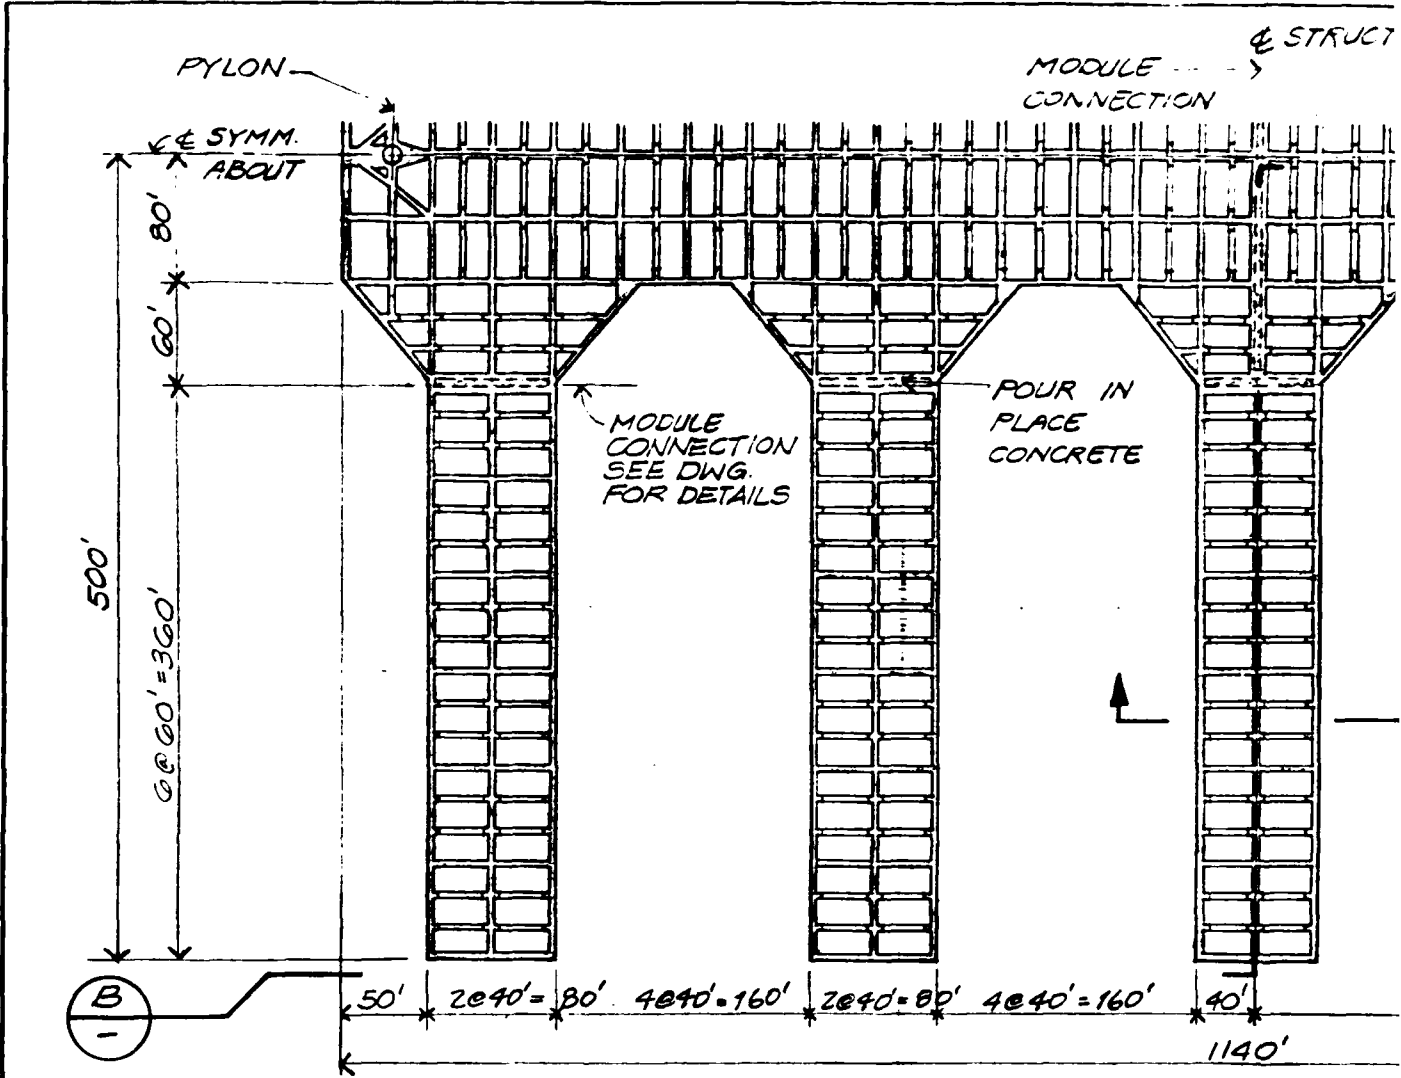 ℄ STRUCT
PYLON
MODULE
CONNECTION
℄ SYMM.
ABOUT
80'
60'
500'
6@60'=360'
MODULE
CONNECTION
SEE DWG.
FOR DETAILS
POUR IN
PLACE
CONCRETE
B
-
50'
2@40'=80'
4@40'=160'
2@40'=80'
4@40'=160'
40'
1140'